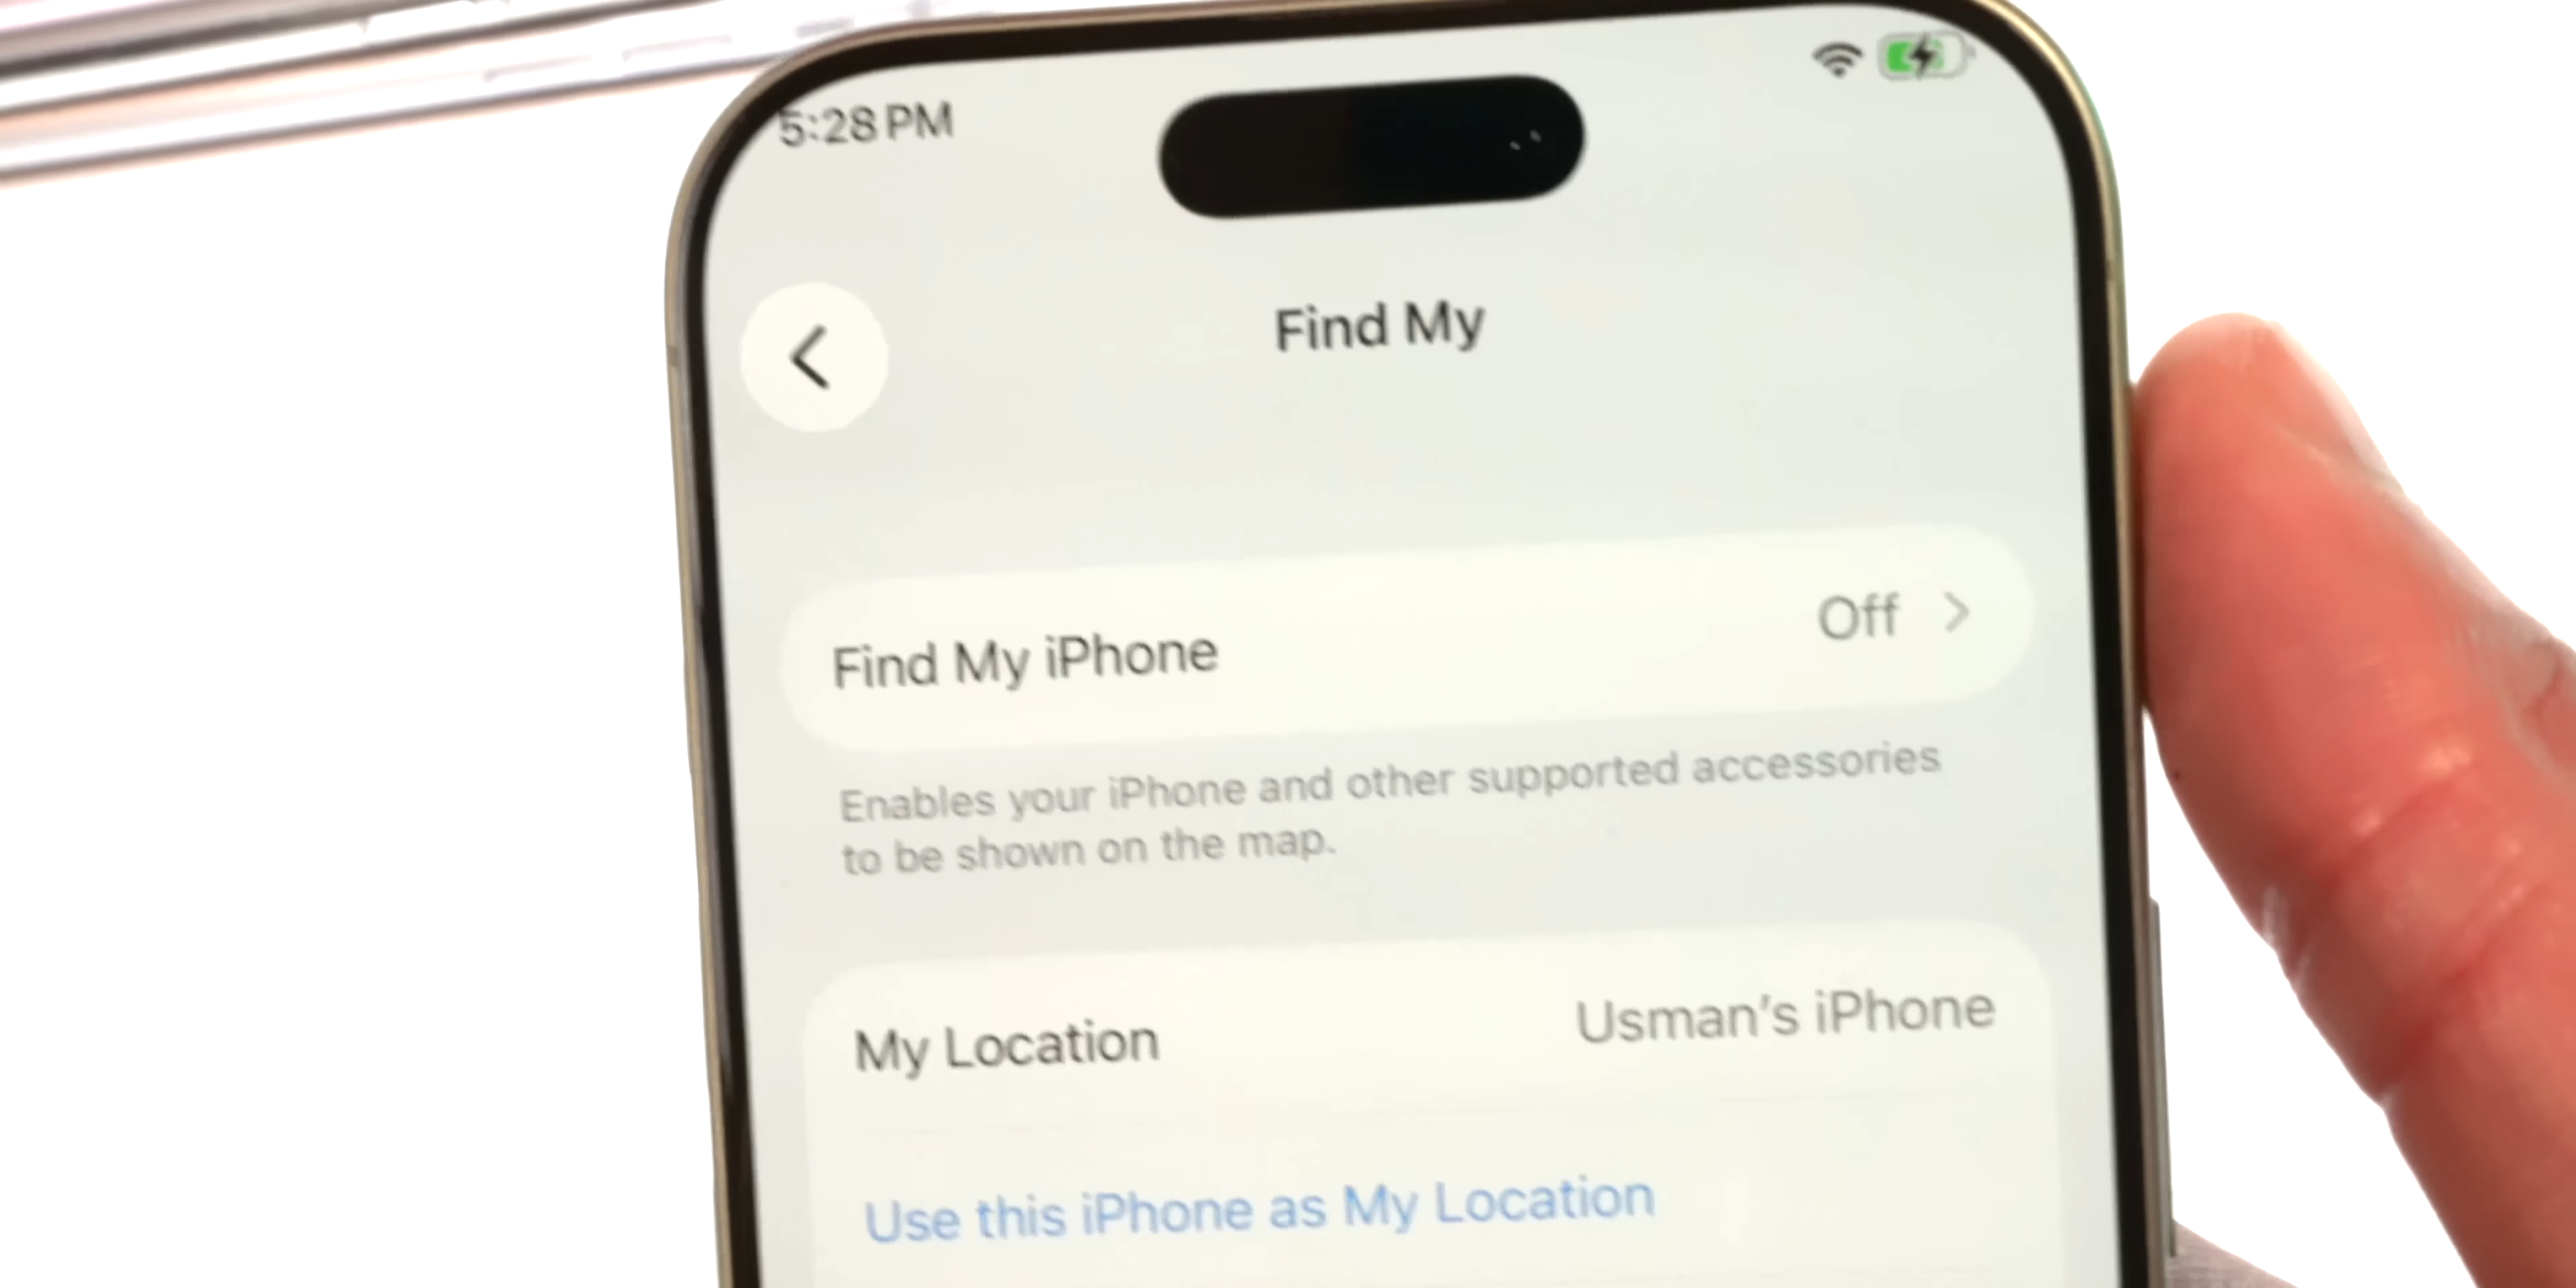 5:28 PM
Find My
Find My iPhone Off
Enables your iPhone and other supported accessories
to be shown on the map.
My Location Usman's iPhone
Use this iPhone as My Location